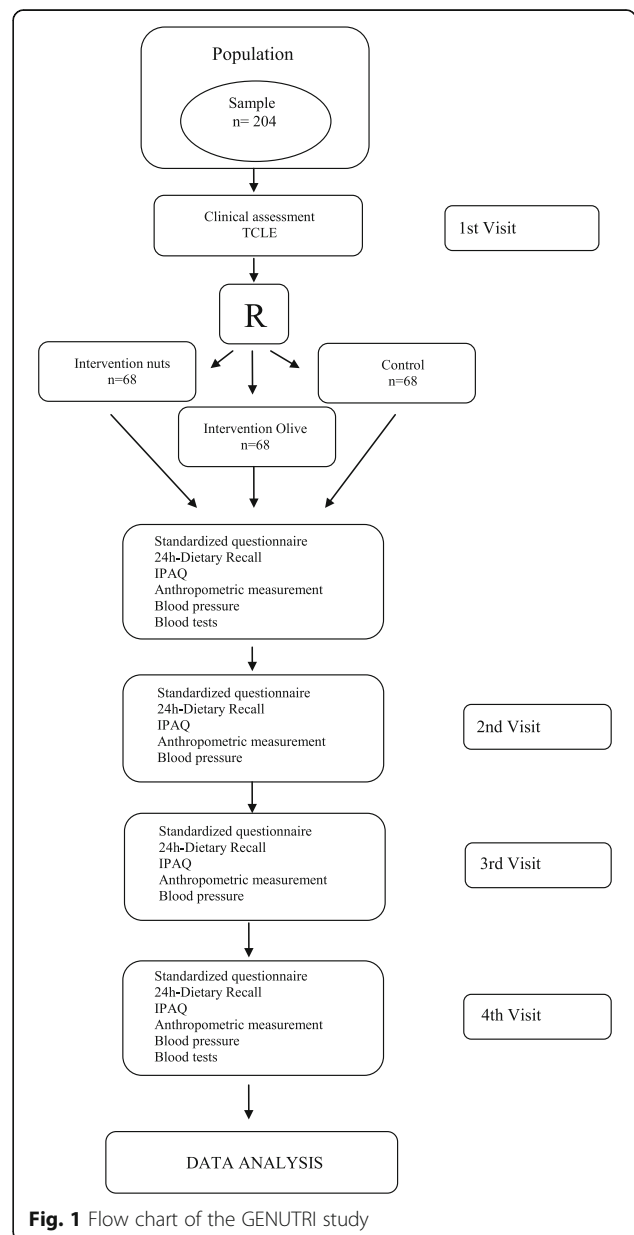 Population
Sample
n= 204
Clinical assessment
TCLE
1st Visit
R
Intervention nuts
n=68
Control
n=68
Intervention Olive
n=68
Standardized questionnaire
24h-Dietary Recall
IPAQ
Anthropometric measurement
Blood pressure
Blood tests
Standardized questionnaire
24h-Dietary Recall
IPAQ
Anthropometric measurement
Blood pressure
2nd Visit
Standardized questionnaire
24h-Dietary Recall
IPAQ
Anthropometric measurement
Blood pressure
3rd Visit
Standardized questionnaire
24h-Dietary Recall
IPAQ
Anthropometric measurement
Blood pressure
Blood tests
4th Visit
DATA ANALYSIS
Fig. 1 Flow chart of the GENUTRI study